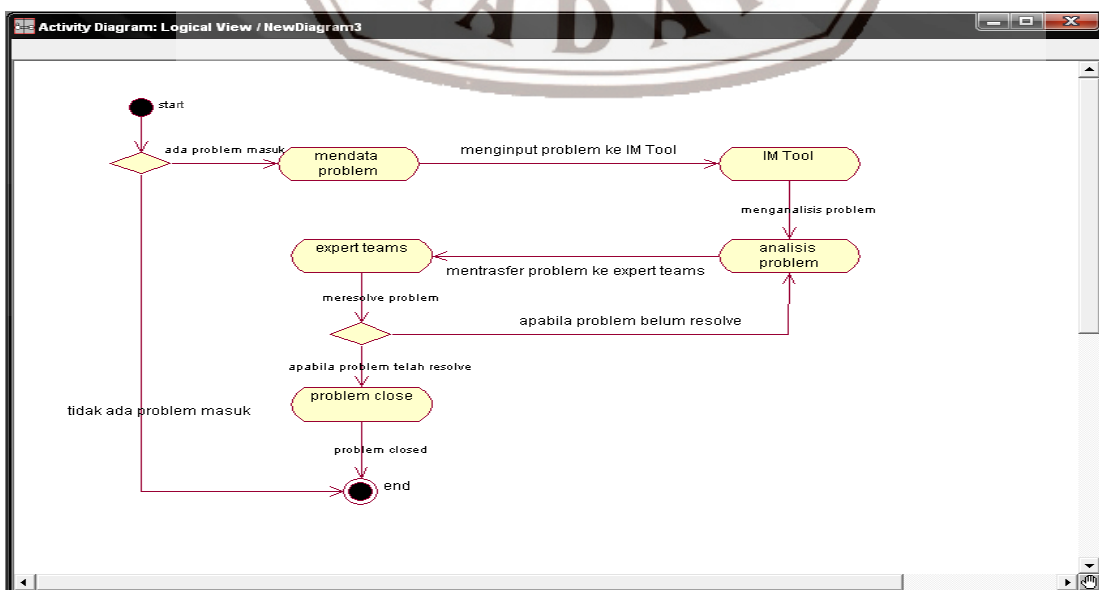 ADA
Activity Diagram: Logical View / NewDiagram3
start
ada problem masuk
mendata
problem
menginput problem ke IM Tool
IM Tool
menganalisis problem
expert teams
analisis
problem
mentrasfer problem ke expert teams
meresolve problem
apabila problem belum resolve
apabila problem telah resolve
problem close
tidak ada problem masuk
problem closed
end